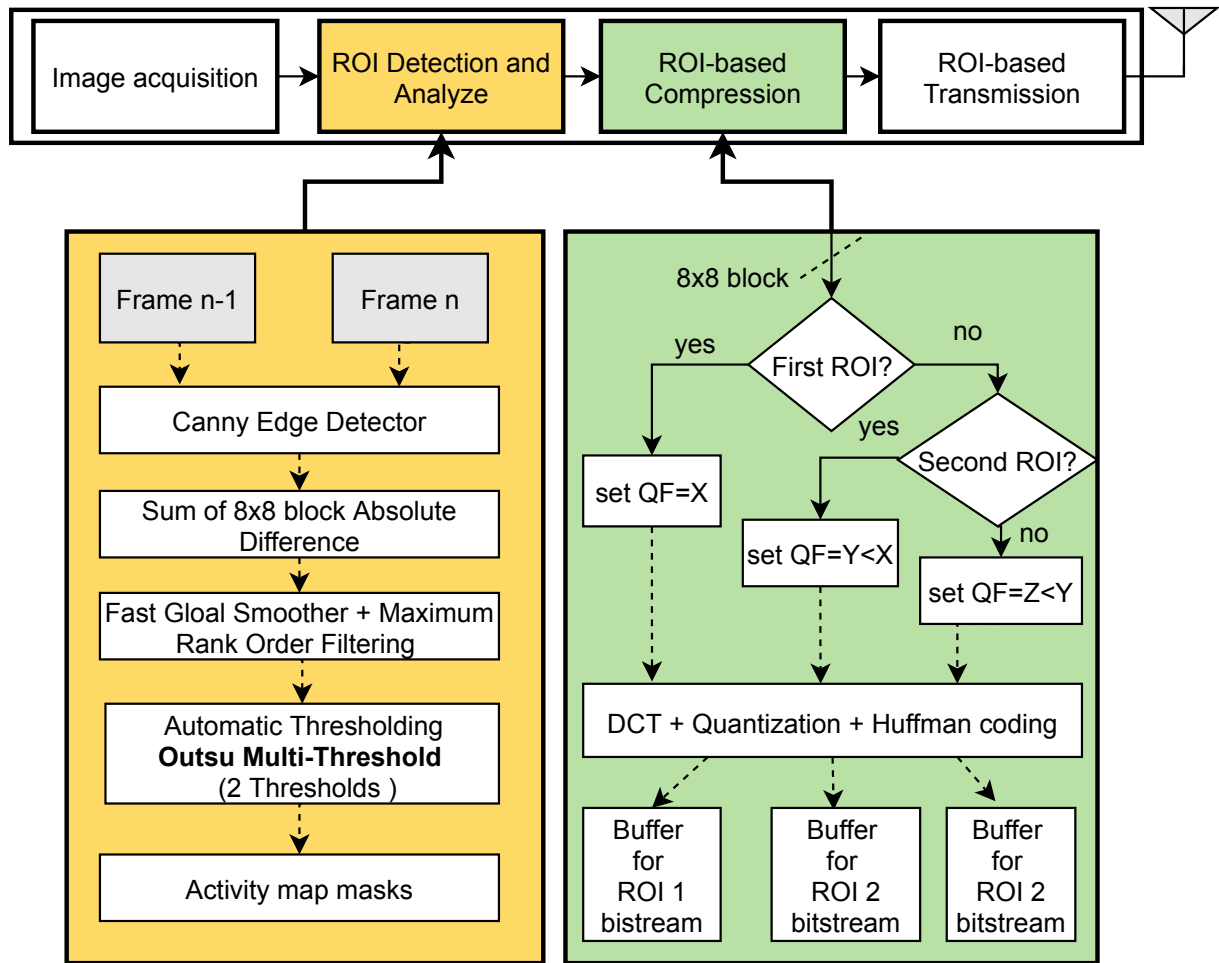 Image acquisition
ROI Detection and
Analyze
ROI-based
Compression
ROI-based
Transmission
Frame n-1
Frame n
Canny Edge Detector
Sum of 8x8 block Absolute
Difference
Fast Gloal Smoother + Maximum
Rank Order Filtering
Automatic Thresholding
Outsu Multi-Threshold
(2 Thresholds )
Activity map masks
8x8 block
First ROI?
yes
no
Second ROI?
yes
no
set QF=X
set QF=Y<X
set QF=Z<Y
DCT + Quantization + Huffman coding
Buffer
for
ROI 1
bistream
Buffer
for
ROI 2
bitstream
Buffer
for
ROI 2
bitstream